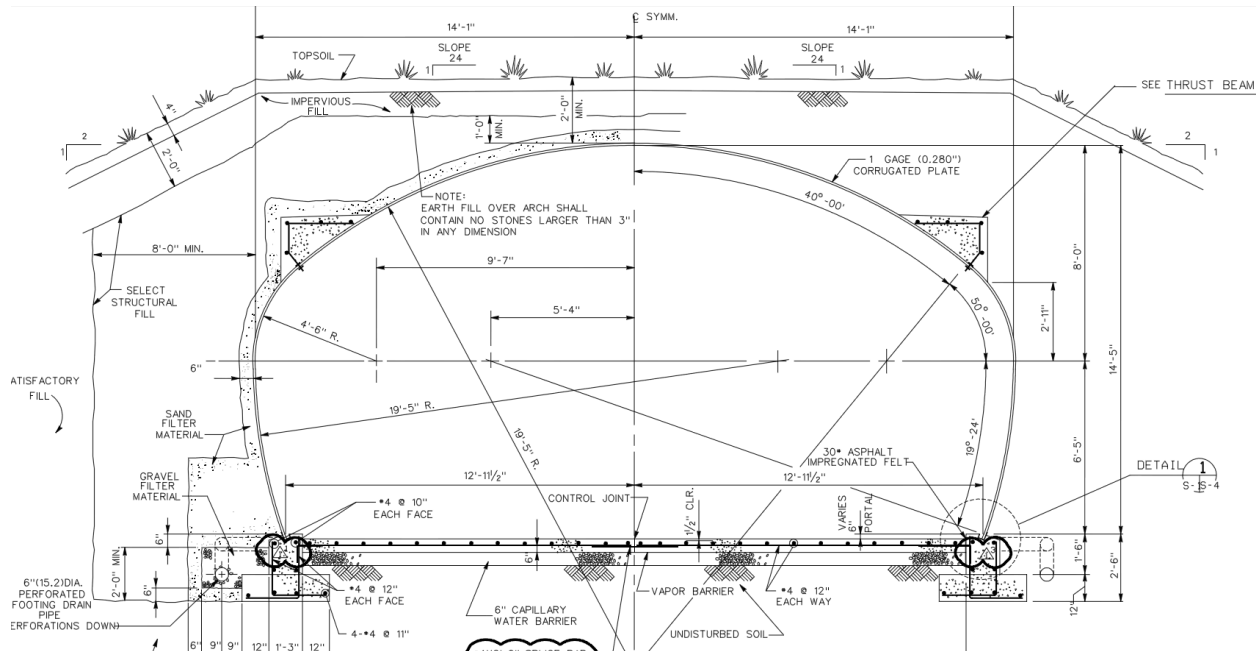 ₵ SYMM.
14'-1"
14'-1"
SLOPE
24
1
SLOPE
24
1
TOPSOIL
IMPERVIOUS
FILL
1'-0"
MIN.
2'-0" MIN.
SEE THRUST BEAM
4"
2
1
2'-0"
2
1
1 GAGE (0.280")
CORRUGATED PLATE
40°-00'
NOTE:
EARTH FILL OVER ARCH SHALL
CONTAIN NO STONES LARGER THAN 3"
IN ANY DIMENSION
8'-0" MIN.
9'-7"
8'-0"
SELECT
STRUCTURAL
FILL
5'-4"
50°-00'
2'-11"
4'-6" R.
14'-5"
6"
ATISFACTORY
FILL
19'-5" R.
SAND
FILTER
MATERIAL
19'-5" R.
19°-24'
6'-5"
30# ASPHALT
IMPREGNATED FELT
GRAVEL
FILTER
MATERIAL
12'-11½"
12'-11½"
DETAIL 1
S-1 S-4
#4 @ 10"
EACH FACE
CONTROL JOINT
1/2" CLR.
VARIES
6"
PORTAL
6"
2'-0" MIN.
6"
6"
1'-6"
2'-6"
12"
6"(15.2)DIA.
PERFORATED
FOOTING DRAIN
PIPE
ERFORATIONS DOWN)
#4 @ 12"
EACH FACE
VAPOR BARRIER
#4 @ 12"
EACH WAY
6" CAPILLARY
WATER BARRIER
UNDISTURBED SOIL
4-#4 @ 11"
6" 9" 9" 12" 1'-3" 12"